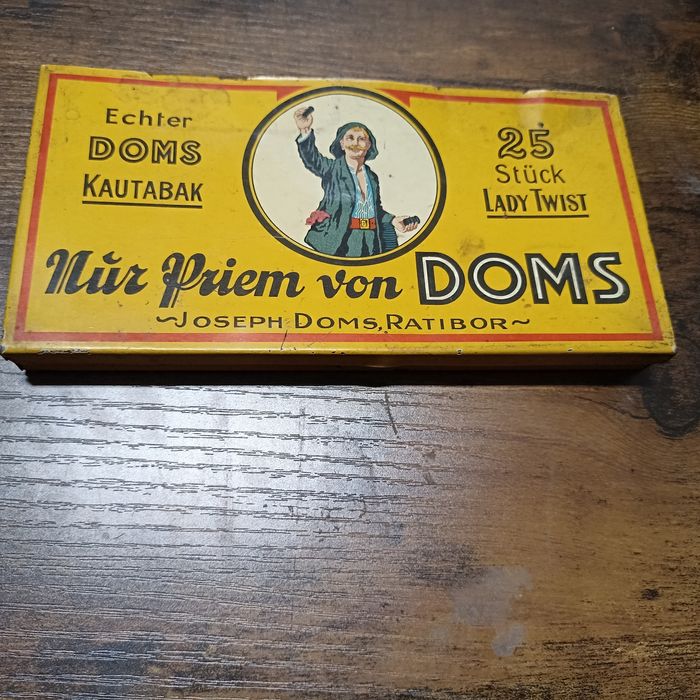 Echter
DOMS
KAUTABAK
25
Stück
LADY TWIST
Nur Priem von DOMS
~JOSEPH DOMS, RATIBOR~